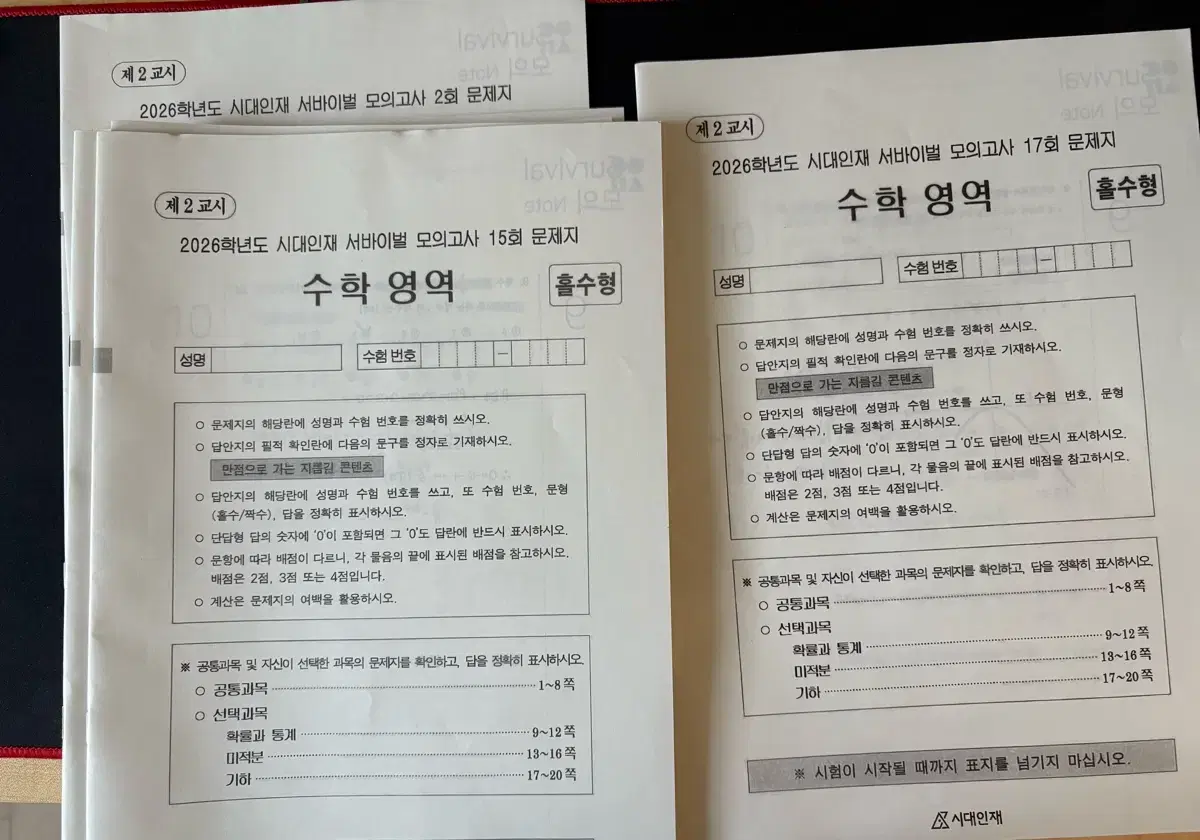 제 2 교시
2026학년도 시대인재 서바이벌 모의고사 2회 문제지
제 2 교시
2026학년도 시대인재 서바이벌 모의고사 15회 문제지
수학 영역
홀수형
성명
수험 번호
–
○ 문제지의 해당란에 성명과 수험 번호를 정확히 쓰시오.
○ 답안지의 필적 확인란에 다음의 문구를 정자로 기재하시오.
만점으로 가는 지름길 콘텐츠
○ 답안지의 해당란에 성명과 수험 번호를 쓰고, 또 수험 번호, 문형
(홀수/짝수), 답을 정확히 표시하시오.
○ 단답형 답의 숫자에 '0'이 포함되면 그 '0'도 답란에 반드시 표시하시오.
○ 문항에 따라 배점이 다르니, 각 물음의 끝에 표시된 배점을 참고하시오.
배점은 2점, 3점 또는 4점입니다.
○ 계산은 문제지의 여백을 활용하시오.
※ 공통과목 및 자신이 선택한 과목의 문제지를 확인하고, 답을 정확히 표시하시오.
○ 공통과목 1~8쪽
○ 선택과목
확률과 통계 9~12쪽
미적분 13~16쪽
기하 17~20쪽
제 2 교시
2026학년도 시대인재 서바이벌 모의고사 17회 문제지
수학 영역
홀수형
성명
수험 번호
–
○ 문제지의 해당란에 성명과 수험 번호를 정확히 쓰시오.
○ 답안지의 필적 확인란에 다음의 문구를 정자로 기재하시오.
만점으로 가는 지름길 콘텐츠
○ 답안지의 해당란에 성명과 수험 번호를 쓰고, 또 수험 번호, 문형
(홀수/짝수), 답을 정확히 표시하시오.
○ 단답형 답의 숫자에 '0'이 포함되면 그 '0'도 답란에 반드시 표시하시오.
○ 문항에 따라 배점이 다르니, 각 물음의 끝에 표시된 배점을 참고하시오.
배점은 2점, 3점 또는 4점입니다.
○ 계산은 문제지의 여백을 활용하시오.
※ 공통과목 및 자신이 선택한 과목의 문제지를 확인하고, 답을 정확히 표시하시오.
○ 공통과목 1~8쪽
○ 선택과목
확률과 통계 9~12쪽
미적분 13~16쪽
기하 17~20쪽
※ 시험이 시작될 때까지 표지를 넘기지 마십시오.
시대인재